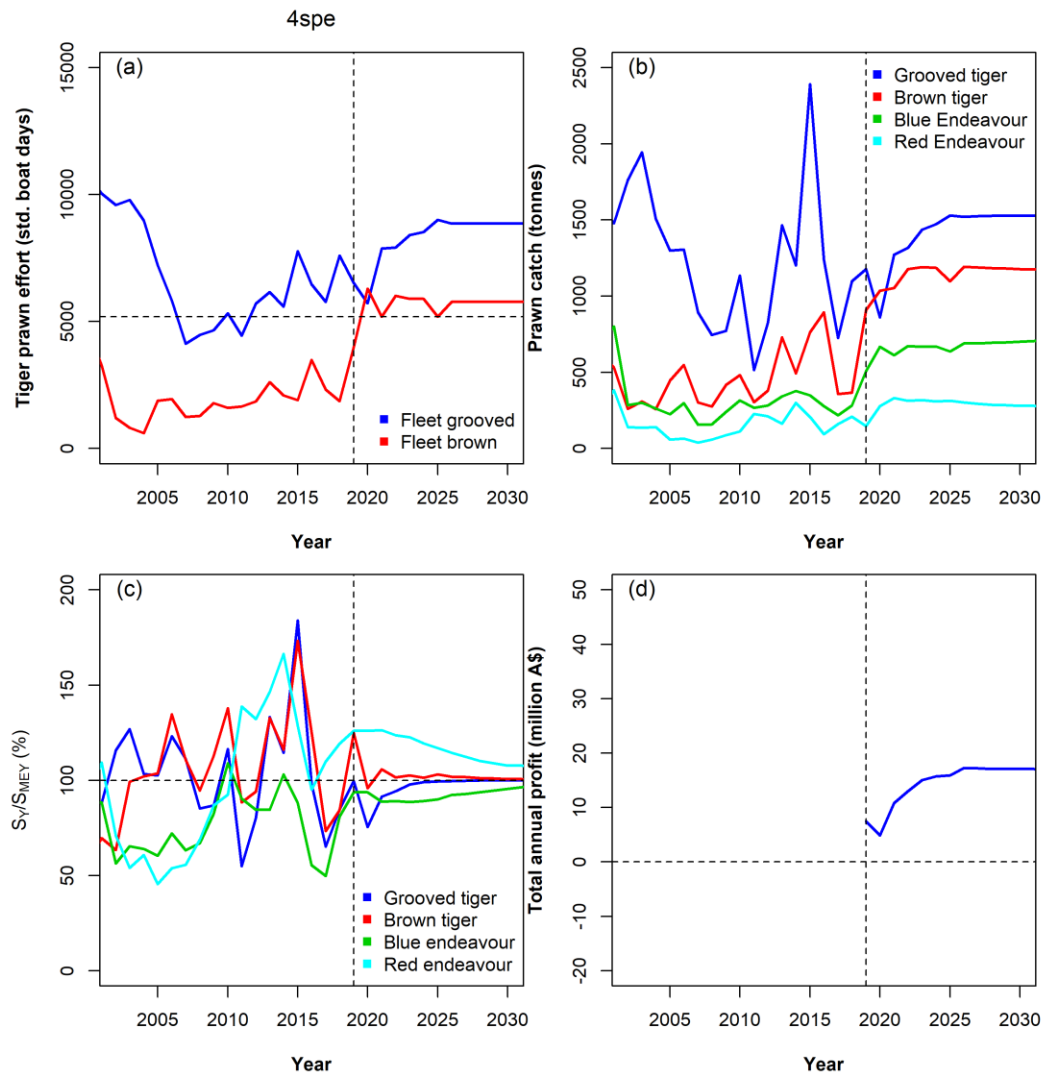 4spe
(a)
Tiger prawn effort (std. boat days)
15000
10000
5000
0
Fleet grooved
Fleet brown
2005 2010 2015 2020 2025 2030
Year
(b)
Prawn catch (tonnes)
2500
2000
1500
1000
500
0
Grooved tiger
Brown tiger
Blue Endeavour
Red Endeavour
2005 2010 2015 2020 2025 2030
Year
(c)
S_Y/S_MEY (%)
200
150
100
50
0
Grooved tiger
Brown tiger
Blue endeavour
Red endeavour
2005 2010 2015 2020 2025 2030
Year
(d)
Total annual profit (million A$)
50
40
30
20
10
0
-10
-20
2005 2010 2015 2020 2025 2030
Year